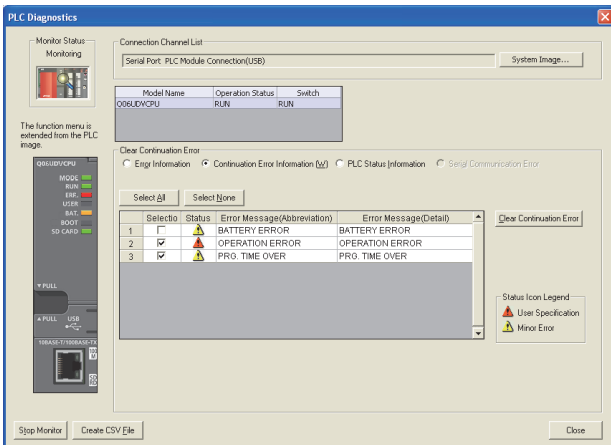 PLC Diagnostics
Monitor Status
Monitoring
Connection Channel List
Serial Port PLC Module Connection(USB)
System Image...
Model Name Operation Status Switch
Q06UDVCPU RUN RUN
The function menu is
extended from the PLC
image.
Clear Continuation Error
Error Information Continuation Error Information (W) PLC Status Information Serial Communication Error
Select All Select None
Selectio Status Error Message(Abbreviation) Error Message(Detail)
1 BATTERY ERROR BATTERY ERROR
2 OPERATION ERROR OPERATION ERROR
3 PRG. TIME OVER PRG. TIME OVER
Clear Continuation Error
Status Icon Legend
User Specification
Minor Error
Q06UDVCPU
MODE
RUN
ERR.
USER
BAT.
BOOT
SD CARD
▼ PULL
▲ PULL USB
10BASE-T/100BASE-TX
Stop Monitor Create CSV File Close